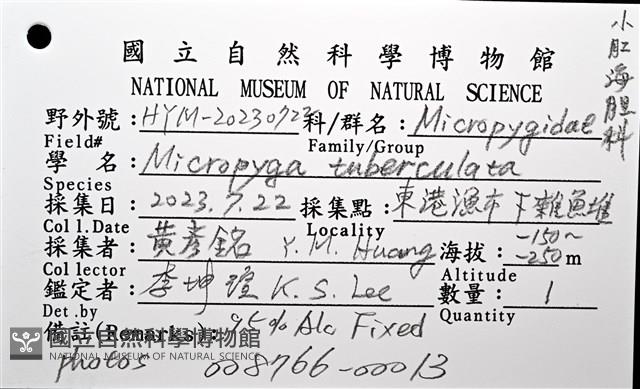 國立自然科學博物館
NATIONAL MUSEUM OF NATURAL SCIENCE
小肛海胆科
野外號:HYM-20230723 科/群名:Micropygidae
Field# Family/Group
學 名:Micropyga tuberculata
Species
採集日:2023.7.22 採集點:東港漁市下雜魚堆
Coll.Date Locality
採集者:黃彥銘 Y.M. Huang 海拔:-150~-250m
Collector Altitude
鑑定者:李坤瑄 K.S. Lee 數量:1
Det.by Quantity
備註(Remarks): 95% Alc Fixed
國立自然科學博物館
NATIONAL MUSEUM OF NATURAL SCIENCE
photos 008766-00013